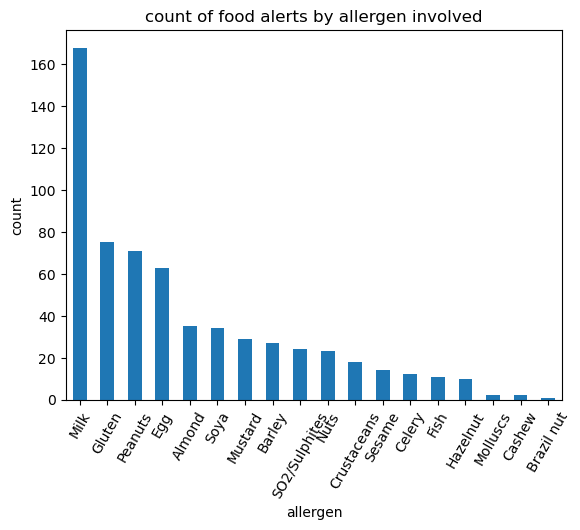 count of food alerts by allergen involved
count
160
140
120
100
80
60
40
20
0
Milk
Gluten
Peanuts
Egg
Almond
Soya
Mustard
Barley
SO2/Sulphites
Nuts
Crustaceans
Sesame
Celery
Fish
Hazelnut
Molluscs
Cashew
Brazil nut
allergen